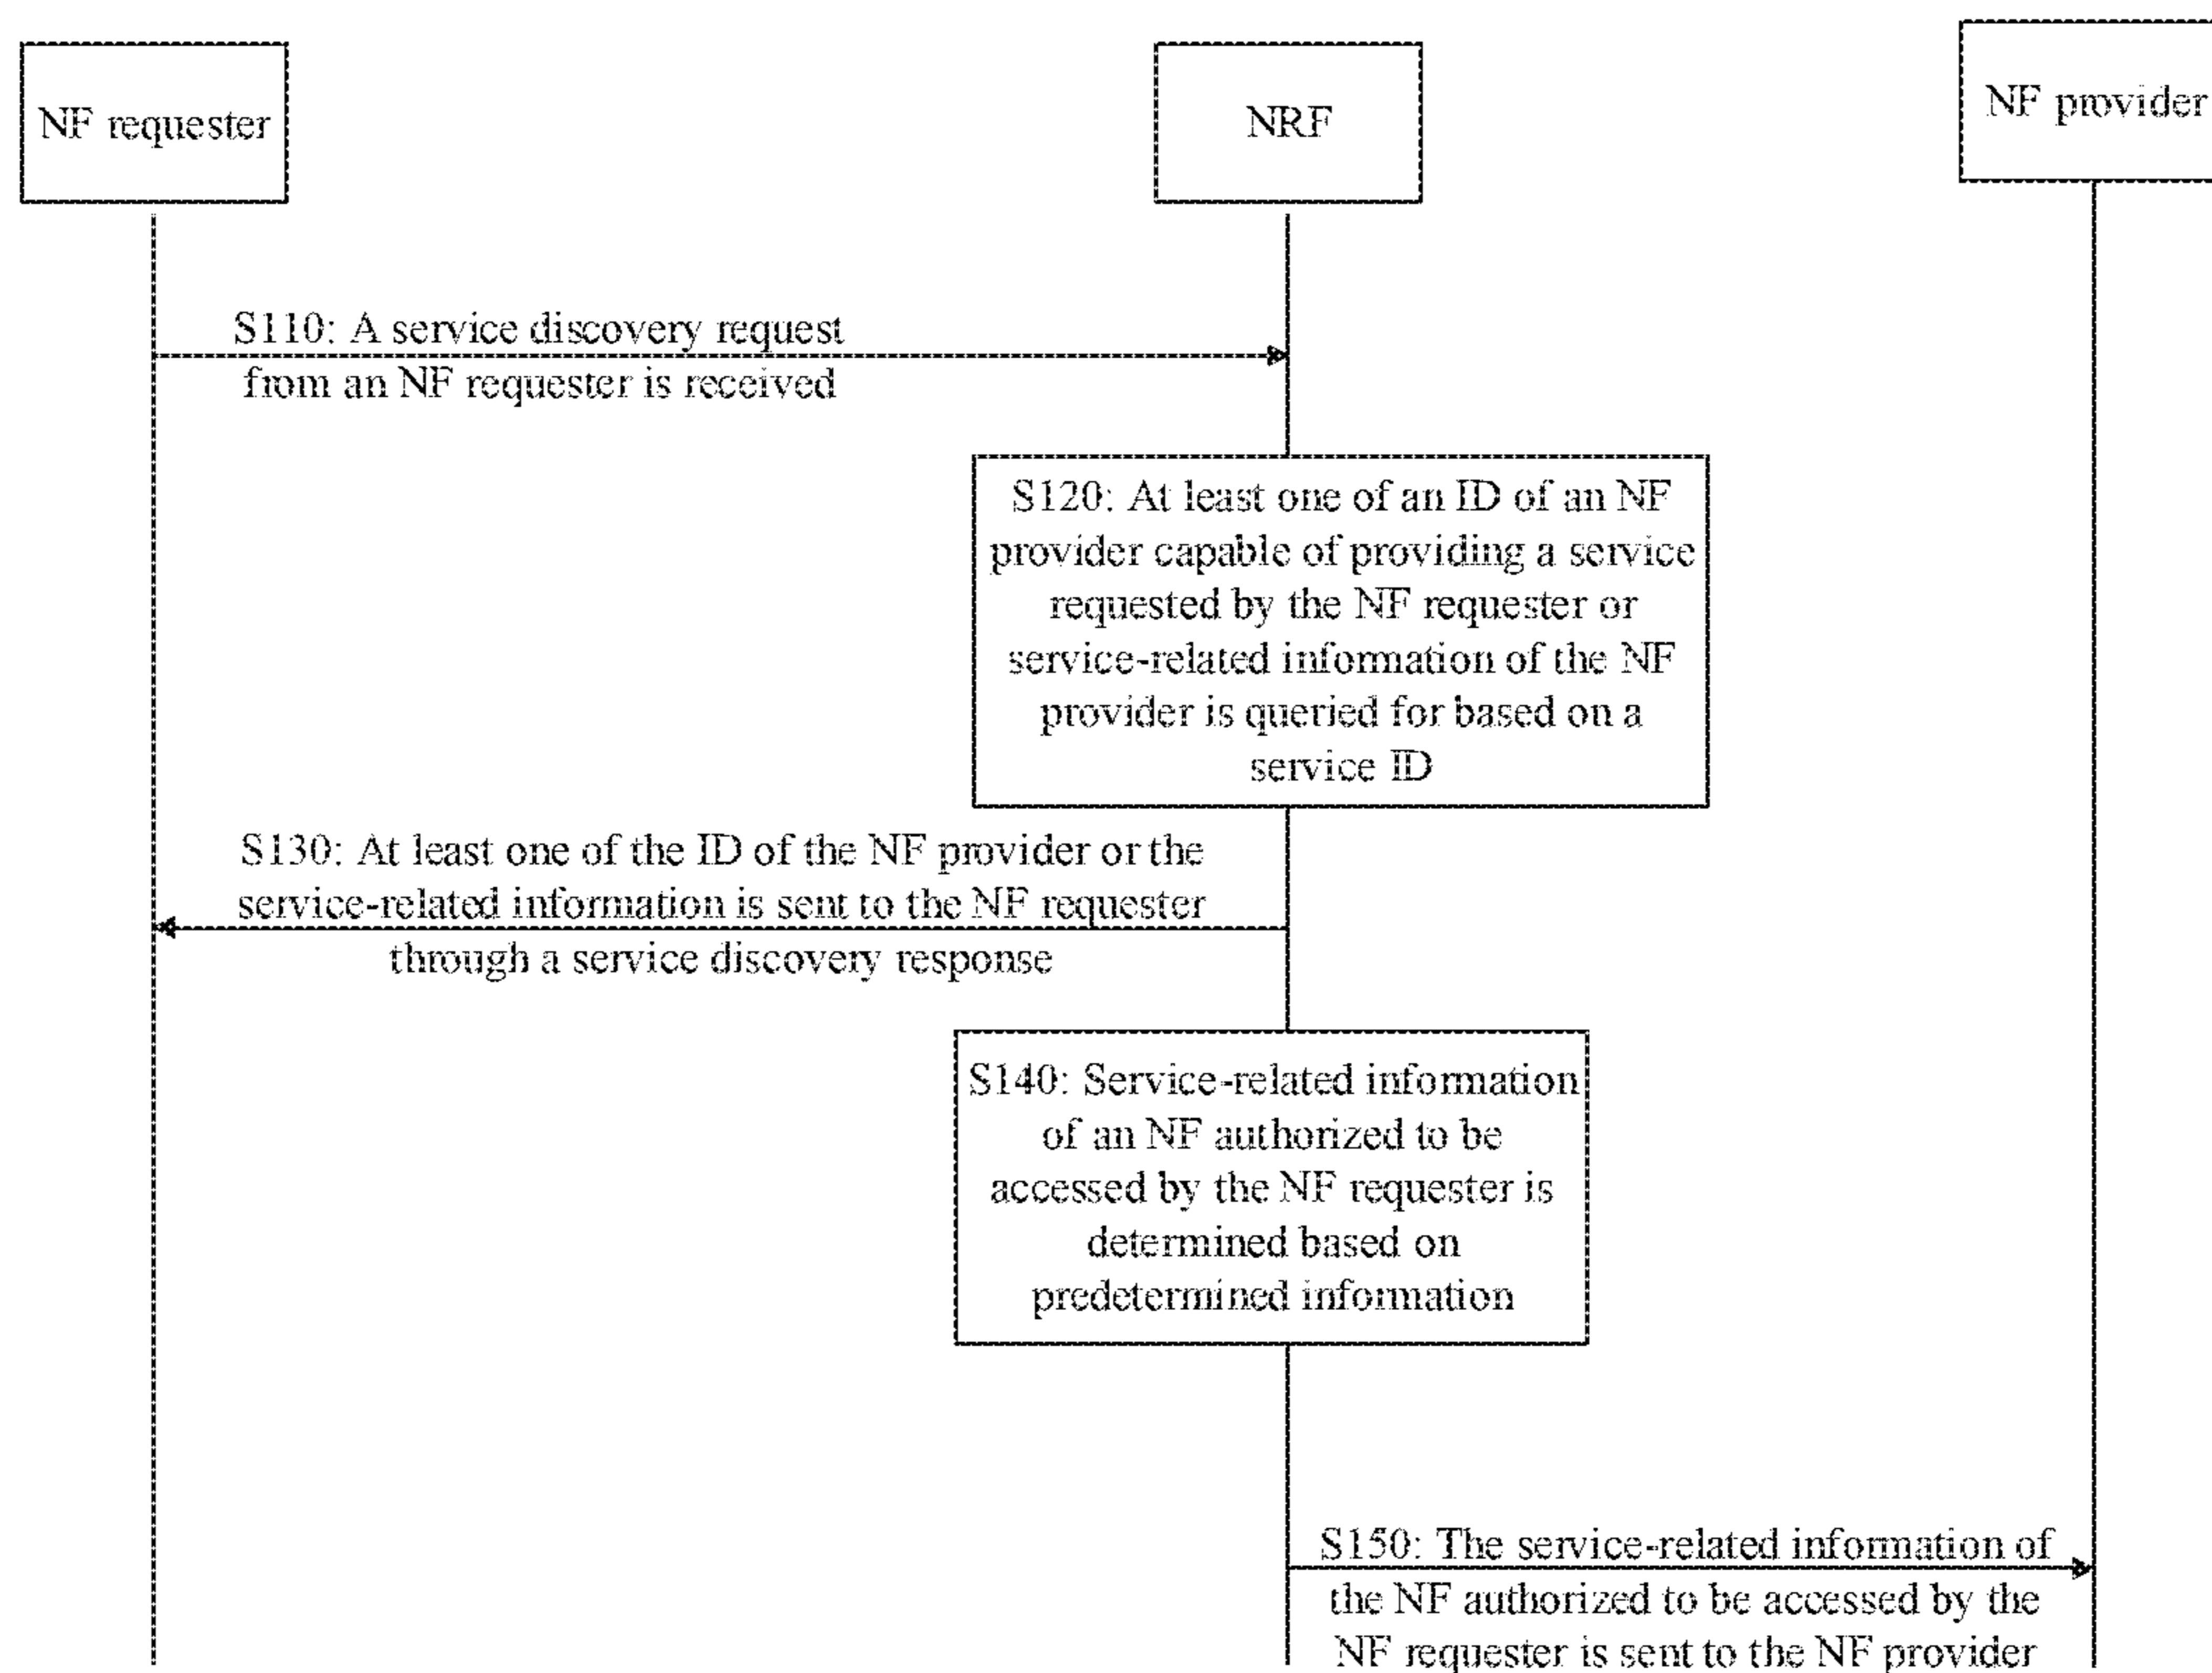 NF requester
NRF
NF provider
S110: A service discovery request
from an NF requester is received
S120: At least one of an ID of an NF
provider capable of providing a service
requested by the NF requester or
service-related information of the NF
provider is queried for based on a
service ID
S130: At least one of the ID of the NF provider or the
service-related information is sent to the NF requester
through a service discovery response
S140: Service-related information
of an NF authorized to be
accessed by the NF requester is
determined based on
predetermined information
S150: The service-related information of
the NF authorized to be accessed by the
NF requester is sent to the NF provider